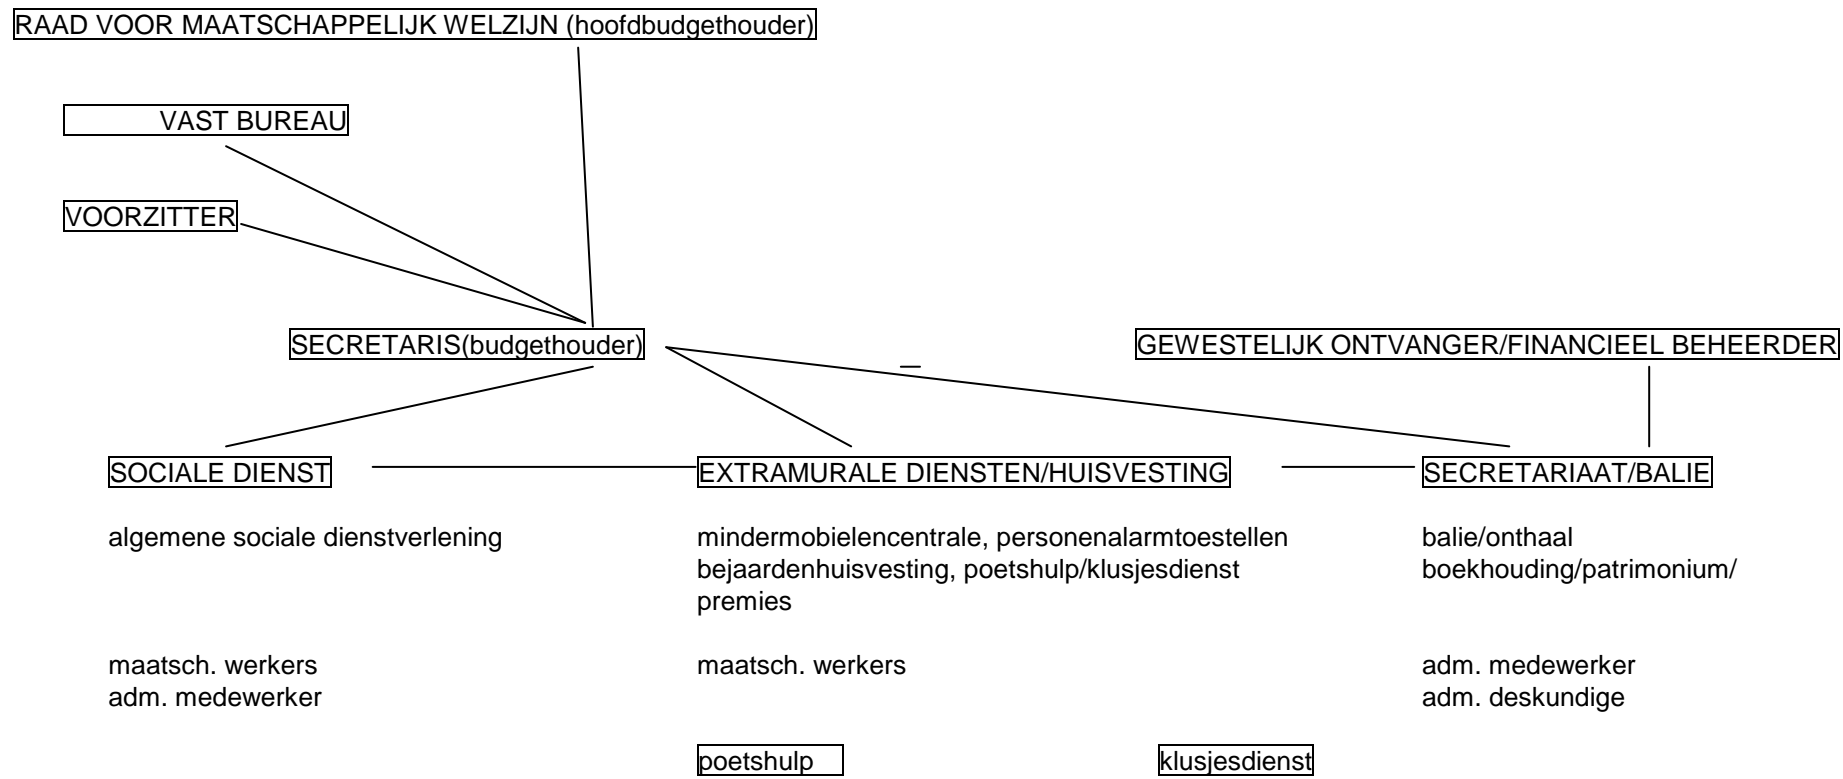 RAAD VOOR MAATSCHAPPELIJK WELZIJN (hoofdbudgethouder)
VAST BUREAU
VOORZITTER
SECRETARIS(budgethouder)
GEWESTELIJK ONTVANGER/FINANCIEEL BEHEERDER
SOCIALE DIENST
EXTRAMURALE DIENSTEN/HUISVESTING
SECRETARIAAT/BALIE
algemene sociale dienstverlening
mindermobielencentrale, personenalarmtoestellen
bejaardenhuisvesting, poetshulp/klusjesdienst
premies
balie/onthaal
boekhouding/patrimonium/
maatsch. werkers
adm. medewerker
maatsch. werkers
adm. medewerker
adm. deskundige
poetshulp
klusjesdienst